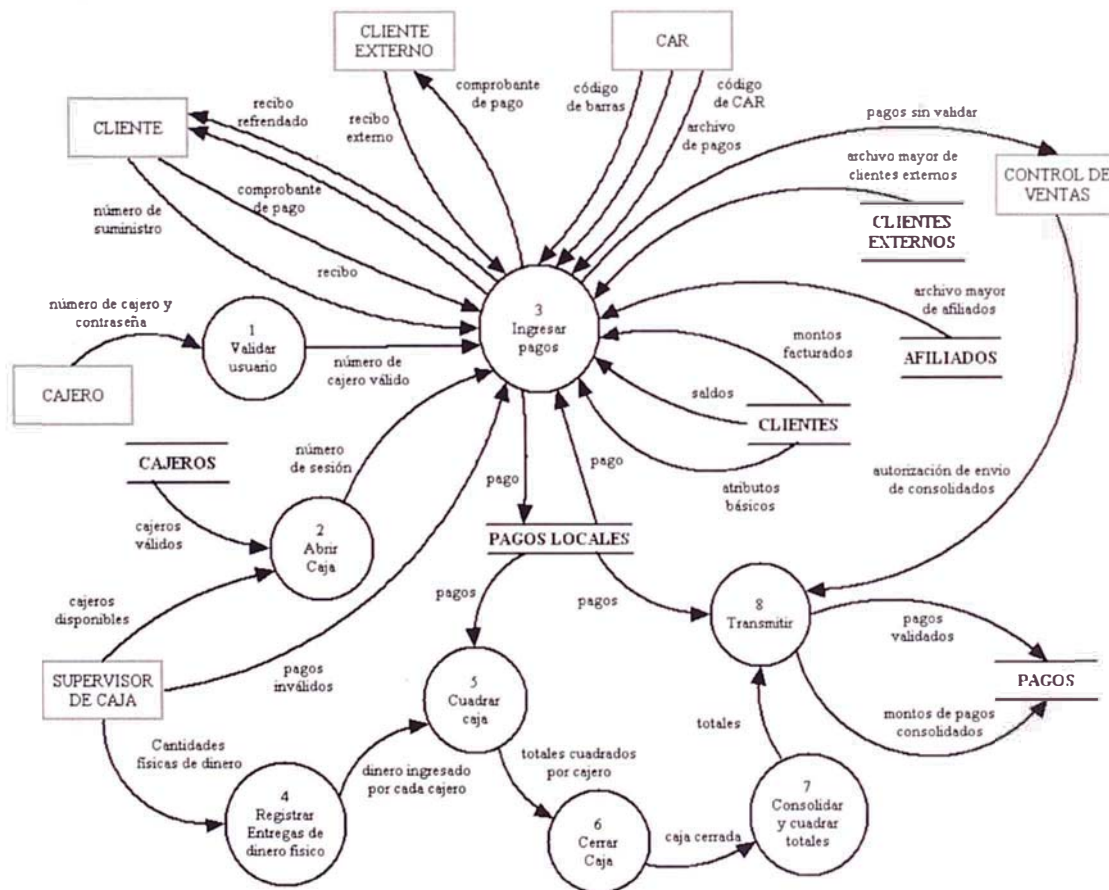 CLIENTE
EXTERNO
CAR
CLIENTE
recibo
refrendado
recibo
externo
comprobante
de pago
código
de barras
código
de CAR
archivo
de pagos
pagos sin validar
CONTROL DE
VENTAS
archivo mayor de
clientes externos
CLIENTES
EXTERNOS
número de
suministro
comprobante
de pago
recibo
3
Ingresar
pagos
archivo mayor
de afiliados
AFILIADOS
número de cajero y
contraseña
1
Validar
usuario
número de
cajero válido
montos
facturados
saldos
CLIENTES
CAJERO
CAJEROS
número
de sesión
atributos
básicos
autorización de envio
de consolidados
cajeros
válidos
2
Abrir
Caja
pago
pago
PAGOS LOCALES
cajeros
disponibles
pagos
pagos
8
Transmitir
pagos
validados
PAGOS
SUPERVISOR
DE CAJA
pagos
inválidos
5
Cuadrar
caja
montos de pagos
consolidados
totales
Cantidades
físicas de dinero
dinero ingresado
por cada cajero
totales cuadrados
por cajero
4
Registrar
Entregas de
dinero físico
6
Cerrar
Caja
caja cerrada
7
Consolidar
y cuadrar
totales